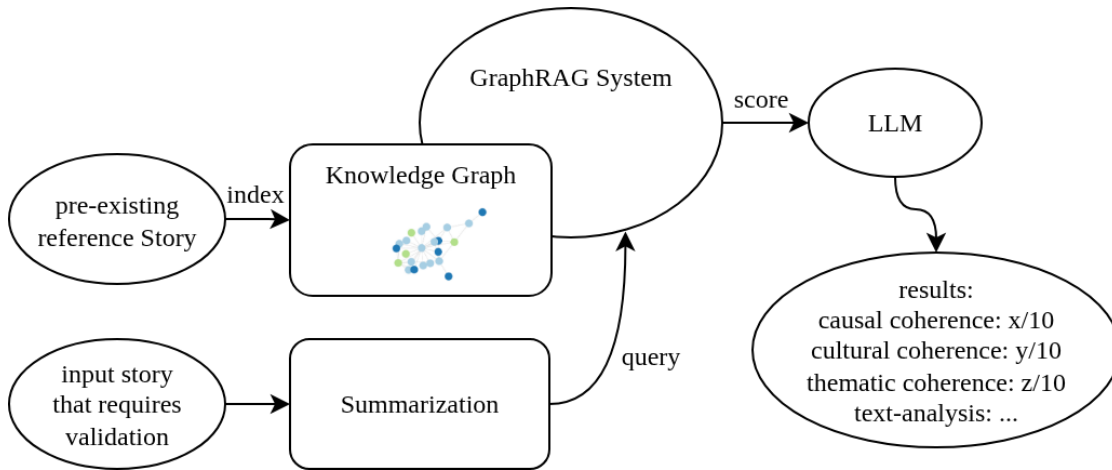 GraphRAG System
score
LLM
Knowledge Graph
index
pre-existing
reference Story
results:
causal coherence: x/10
cultural coherence: y/10
thematic coherence: z/10
text-analysis: ...
query
input story
that requires
validation
Summarization